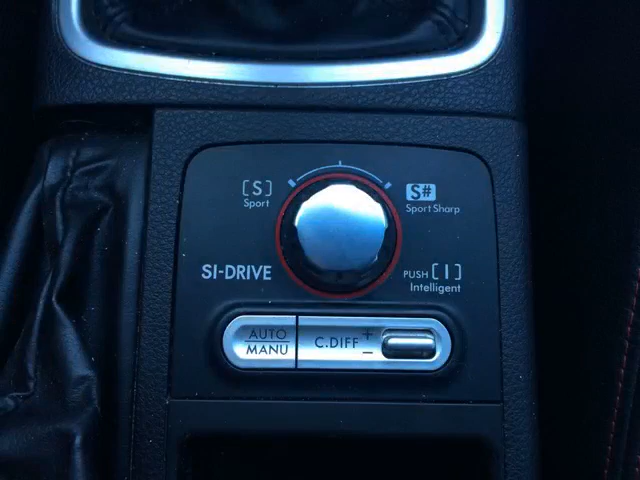 [S]
Sport
S#
Sport Sharp
SI-DRIVE
PUSH [I]
Intelligent
AUTO
MANU
C.DIFF + −